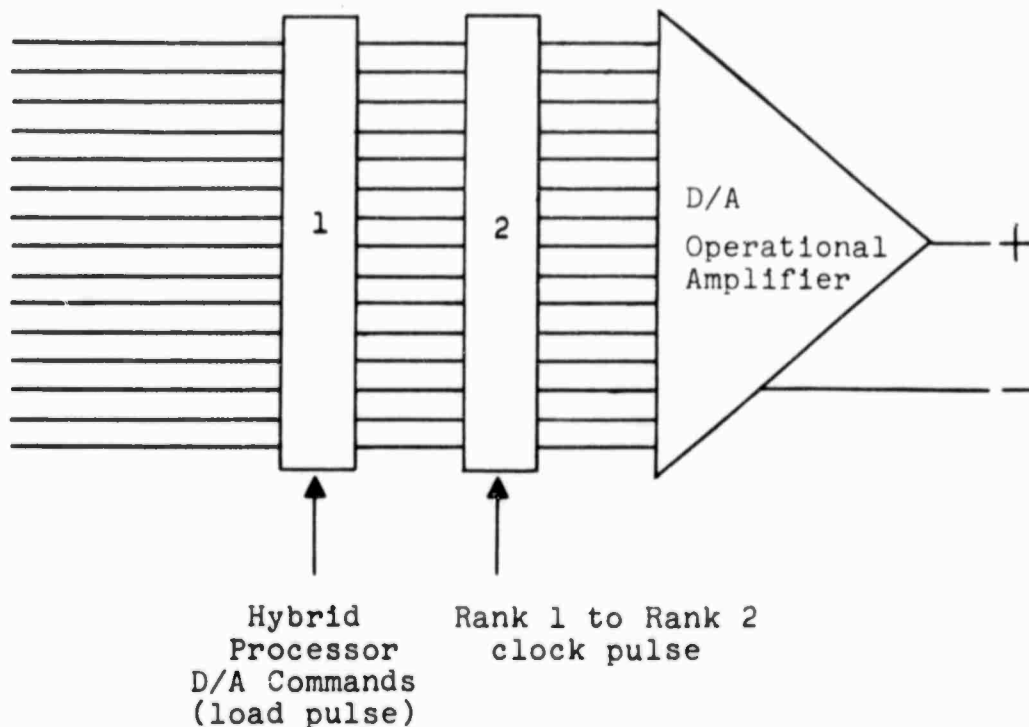 1
2
D/A
Operational
Amplifier
+
-
Hybrid
Processor
D/A Commands
(load pulse)
Rank 1 to Rank 2
clock pulse